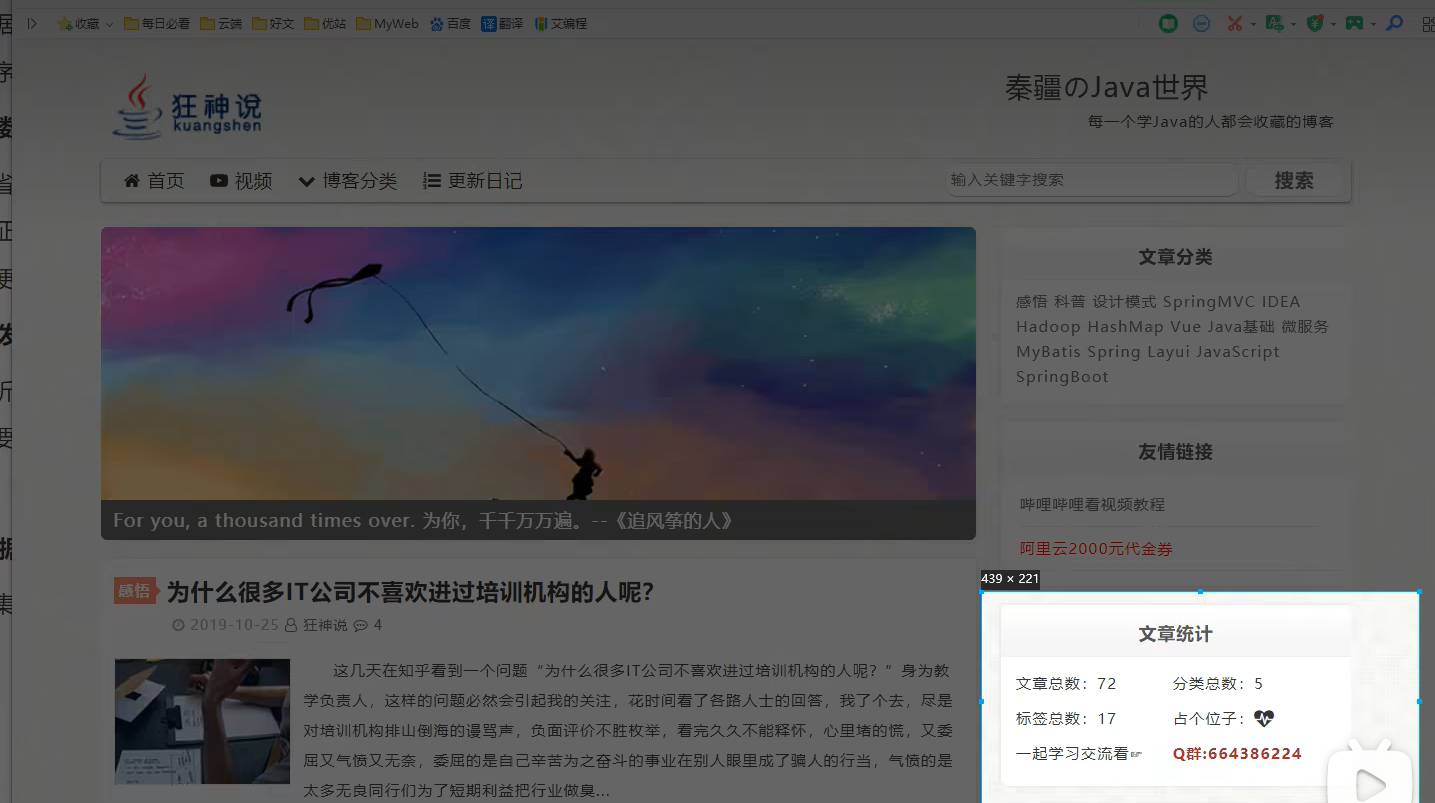 收藏 每日必看 云端 好文 优站 MyWeb 百度 译 翻译 艾编程
狂神说
kuangshen
秦疆のJava世界
每一个学Java的人都会收藏的博客
首页 视频 博客分类 更新日记 输入关键字搜索 搜索
For you, a thousand times over. 为你，千千万万遍。--《追风筝的人》
感悟 为什么很多IT公司不喜欢进过培训机构的人呢？
2019-10-25 狂神说 4
这几天在知乎看到一个问题“为什么很多IT公司不喜欢进过培训机构的人呢？”身为教
学负责人，这样的问题必然会引起我的关注，花时间看了各路人士的回答，我了个去，尽是
对培训机构排山倒海的谩骂声，负面评价不胜枚举，看完久久不能释怀，心里堵的慌，又委
屈又气愤又无奈，委屈的是自己辛苦为之奋斗的事业在别人眼里成了骗人的行当，气愤的是
太多无良同行们为了短期利益把行业做臭...
文章分类
感悟 科普 设计模式 SpringMVC IDEA
Hadoop HashMap Vue Java基础 微服务
MyBatis Spring Layui JavaScript
SpringBoot
友情链接
哔哩哔哩看视频教程
阿里云2000元代金券
439 × 221
文章统计
文章总数：72 分类总数：5
标签总数：17 占个位子：
一起学习交流看☞ Q群:664386224